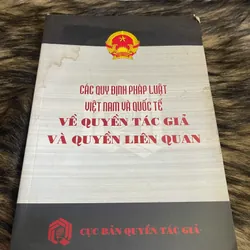 CÁC QUY ĐỊNH PHÁP LUẬT
VIỆT NAM VÀ QUỐC TẾ
VỀ QUYỀN TÁC GIẢ
VÀ QUYỀN LIÊN QUAN
CỤC BẢN QUYỀN TÁC GIẢ